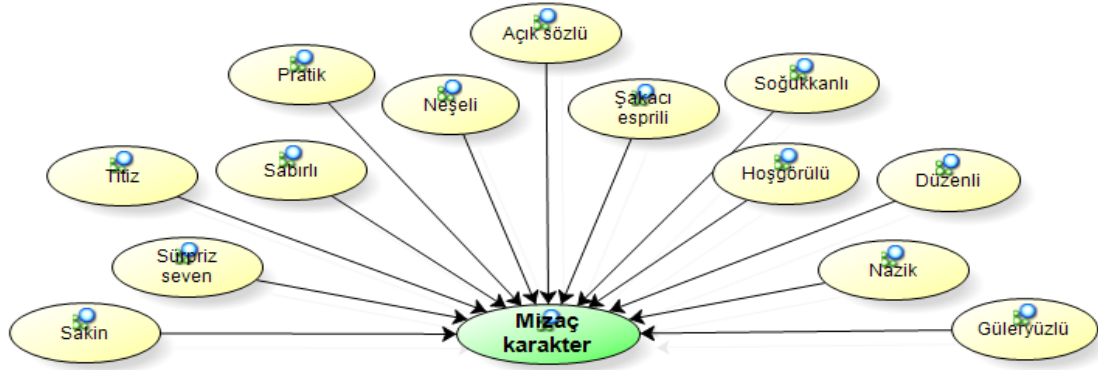 Açık sözlü
Pratik
Neşeli
Şakacı
esprili
Soğukkanlı
Titiz
Sabırlı
Hoşgörülü
Düzenli
Sürpriz
seven
Nazik
Sakin
Mizaç
karakter
Güleryüzlü